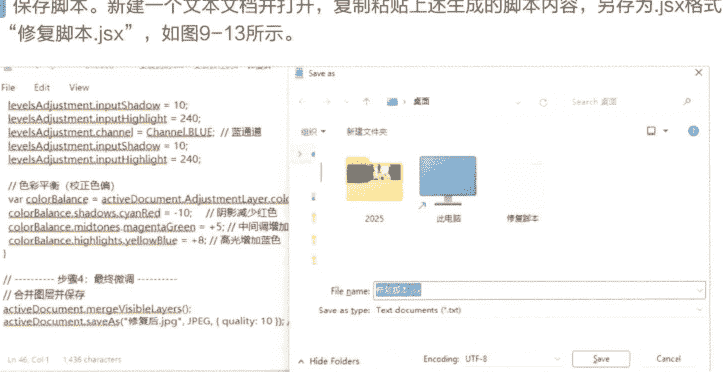 保存脚本。新建一个文本文档并打开，复制粘贴上述生成的脚本内容，另存为.jsx格式
“修复脚本.jsx”，如图9-13所示。
File Edit View
levelsAdjustment.inputShadow = 10;
levelsAdjustment.inputHighlight = 240;
levelsAdjustment.channel = Channel.BLUE; // 蓝通道
levelsAdjustment.inputShadow = 10;
levelsAdjustment.inputHighlight = 240;
// 色彩平衡（校正色偏）
var colorBalance = activeDocument.AdjustmentLayer.colo
colorBalance.shadows.cyanRed = -10; // 阴影减少红色
colorBalance.midtones.magentaGreen = +5; // 中间调增加
colorBalance.highlights.yellowBlue = +8; // 高光增加蓝色
}
// ---------- 步骤4：最终微调 ----------
// 合并图层并保存
activeDocument.mergeVisibleLayers();
activeDocument.saveAs("修复后.jpg", JPEG, { quality: 10 }); /
Ln 46, Col 1 1,436 characters
Save as
桌面
Search 桌面
组织 新建文件夹
2025
此电脑
修复脚本
File name:
Save as type: Text documents (*.txt)
Hide Folders
Encoding: UTF-8
Save
Cancel